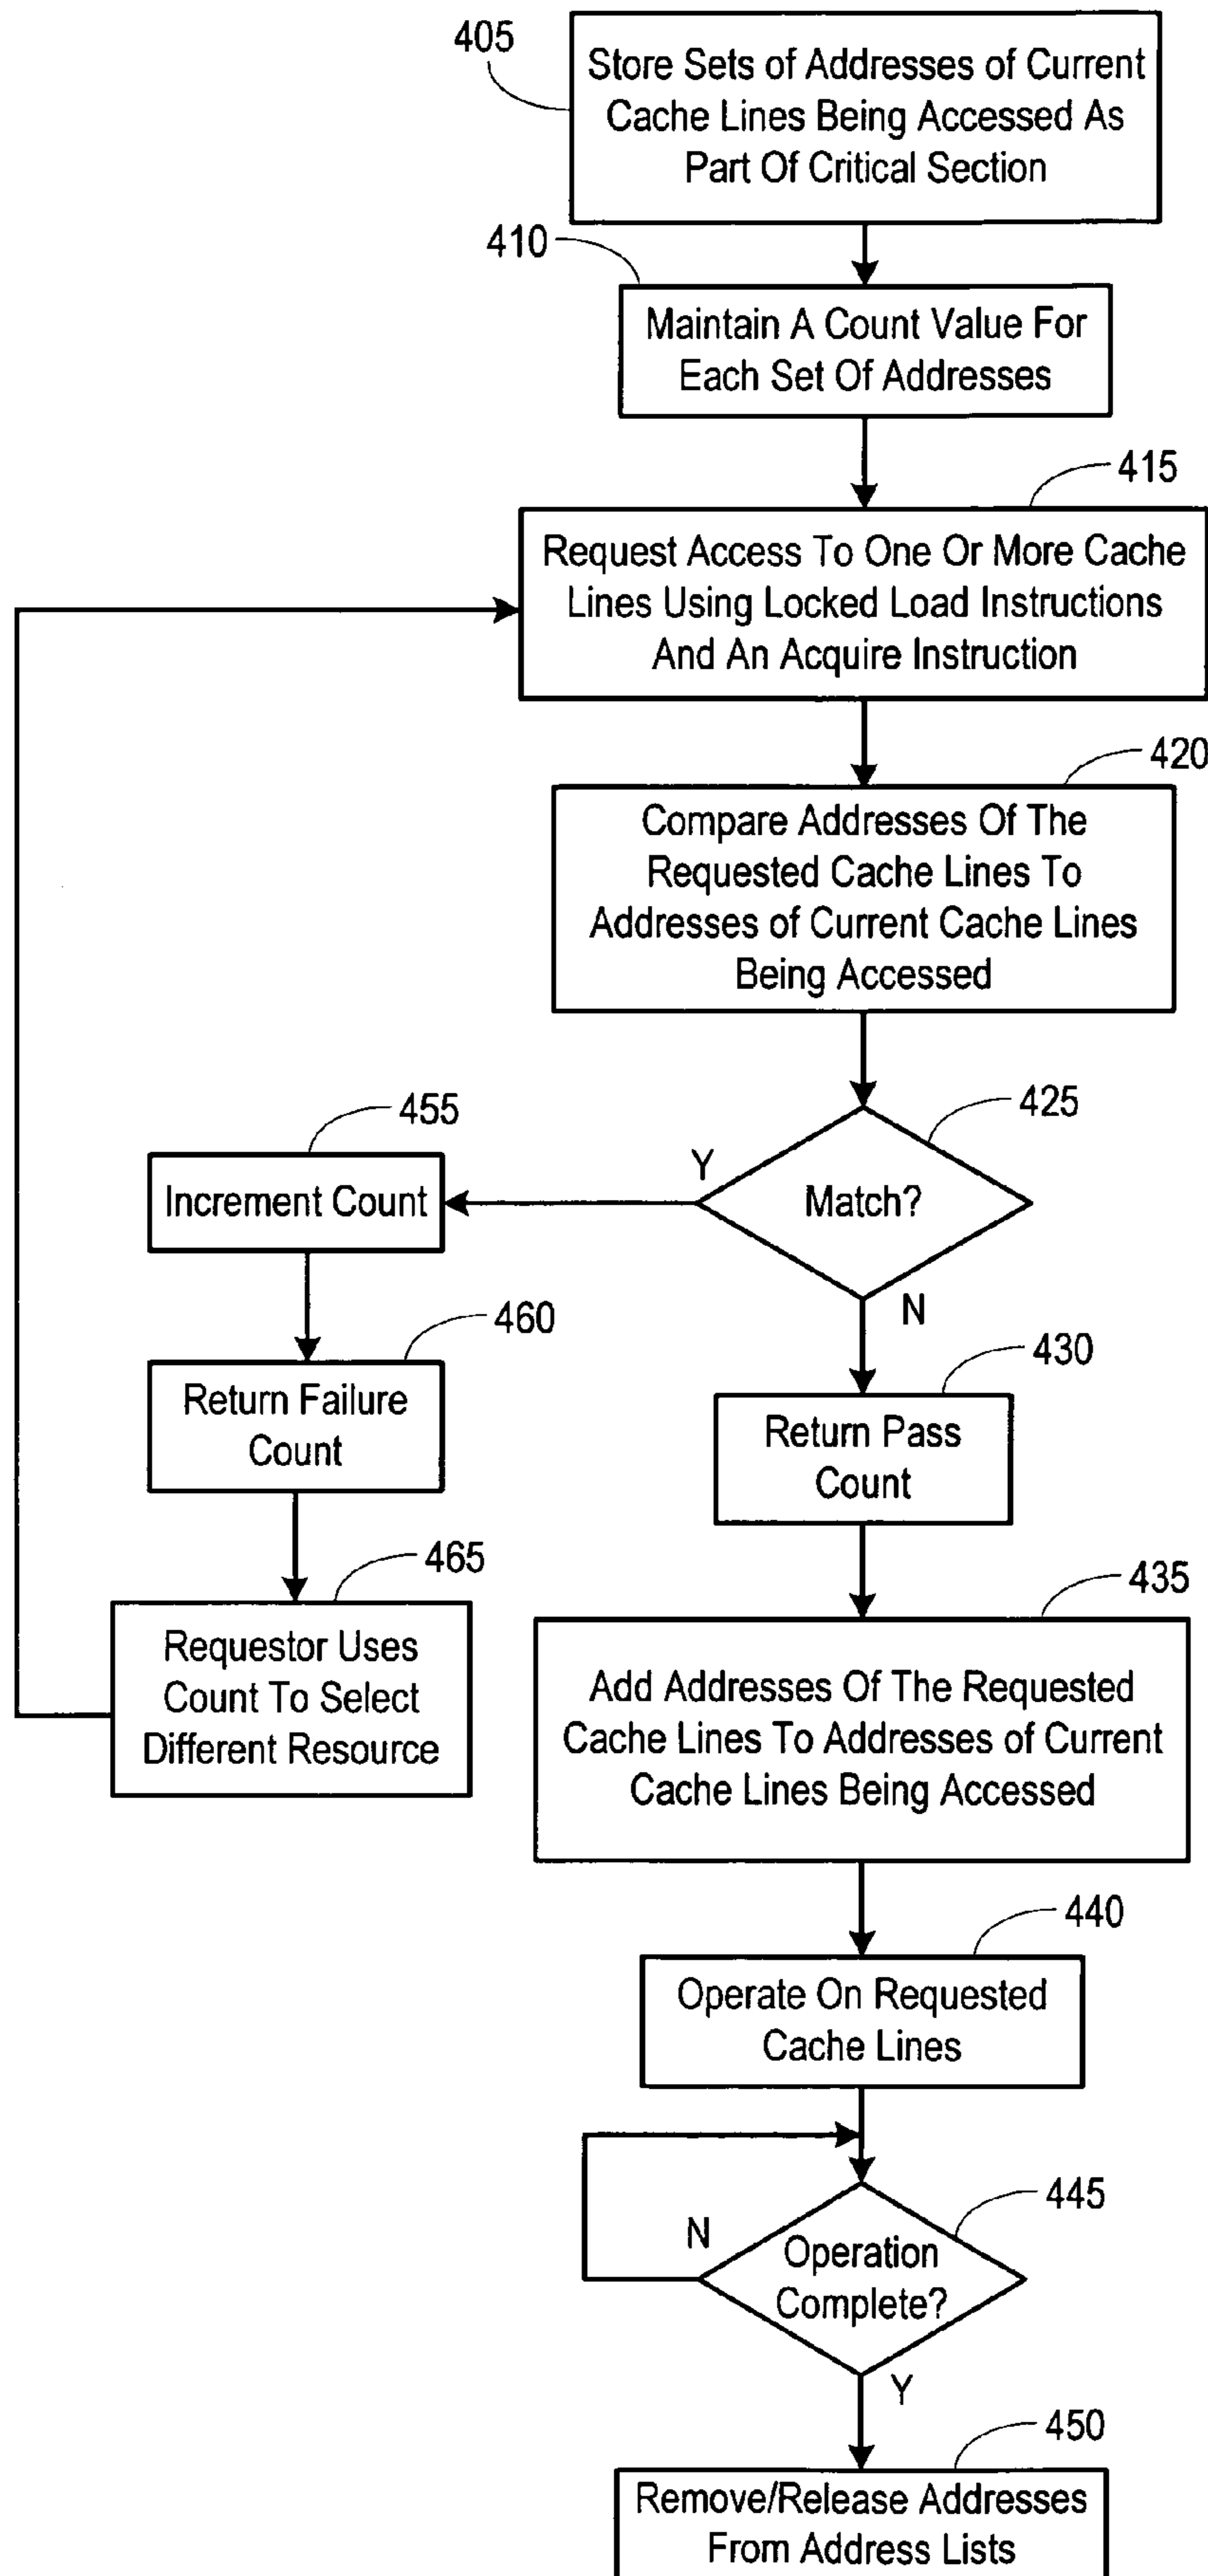 405
Store Sets of Addresses of Current
Cache Lines Being Accessed As
Part Of Critical Section
410
Maintain A Count Value For
Each Set Of Addresses
415
Request Access To One Or More Cache
Lines Using Locked Load Instructions
And An Acquire Instruction
420
Compare Addresses Of The
Requested Cache Lines To
Addresses of Current Cache Lines
Being Accessed
425
Match?
Y
N
455
Increment Count
460
Return Failure
Count
465
Requestor Uses
Count To Select
Different Resource
430
Return Pass
Count
435
Add Addresses Of The Requested
Cache Lines To Addresses of Current
Cache Lines Being Accessed
440
Operate On Requested
Cache Lines
445
Operation
Complete?
N
Y
450
Remove/Release Addresses
From Address Lists